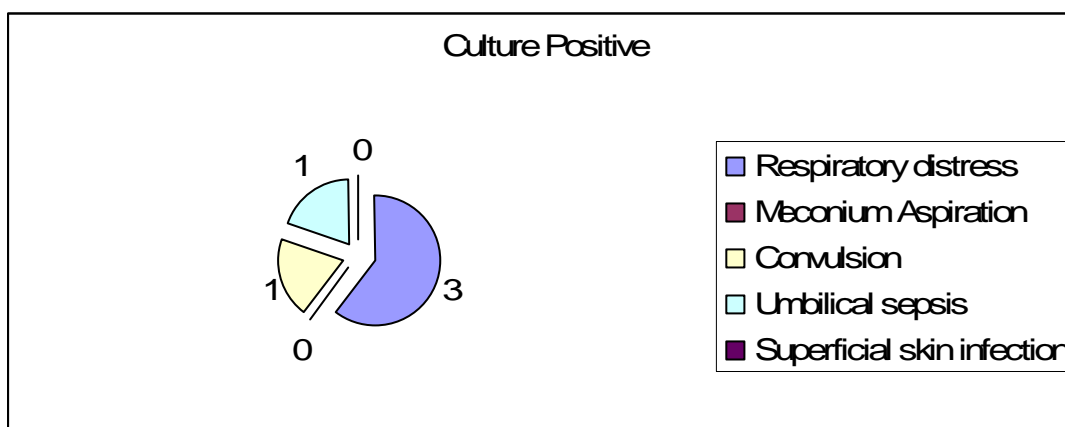 Culture Positive
0
1
1
3
0
Respiratory distress
Meconium Aspiration
Convulsion
Umbilical sepsis
Superficial skin infection